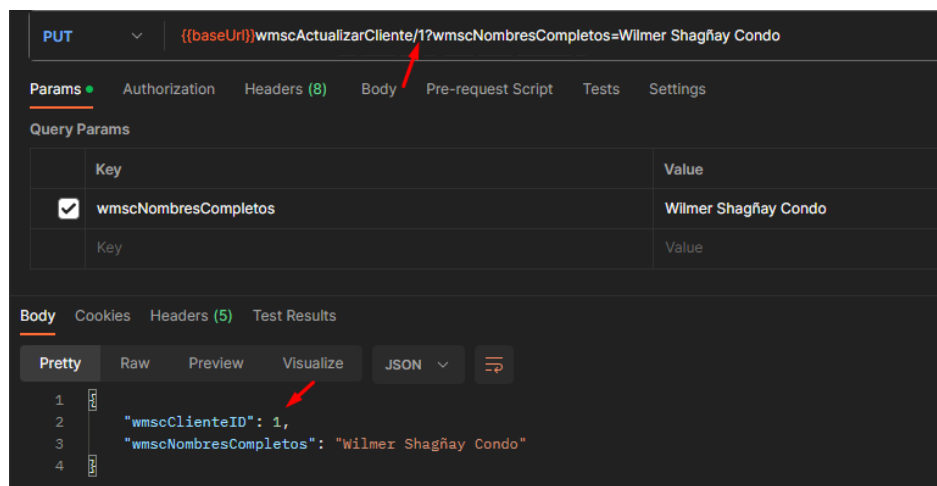 PUT {{baseUrl}}wmscActualizarCliente/1?wmscNombresCompletos=Wilmer Shagñay Condo
Params Authorization Headers (8) Body Pre-request Script Tests Settings
Query Params
Key Value
wmscNombresCompletos Wilmer Shagñay Condo
Key Value
Body Cookies Headers (5) Test Results
Pretty Raw Preview Visualize JSON
1 {
2 "wmscClienteID": 1,
3 "wmscNombresCompletos": "Wilmer Shagñay Condo"
4 }